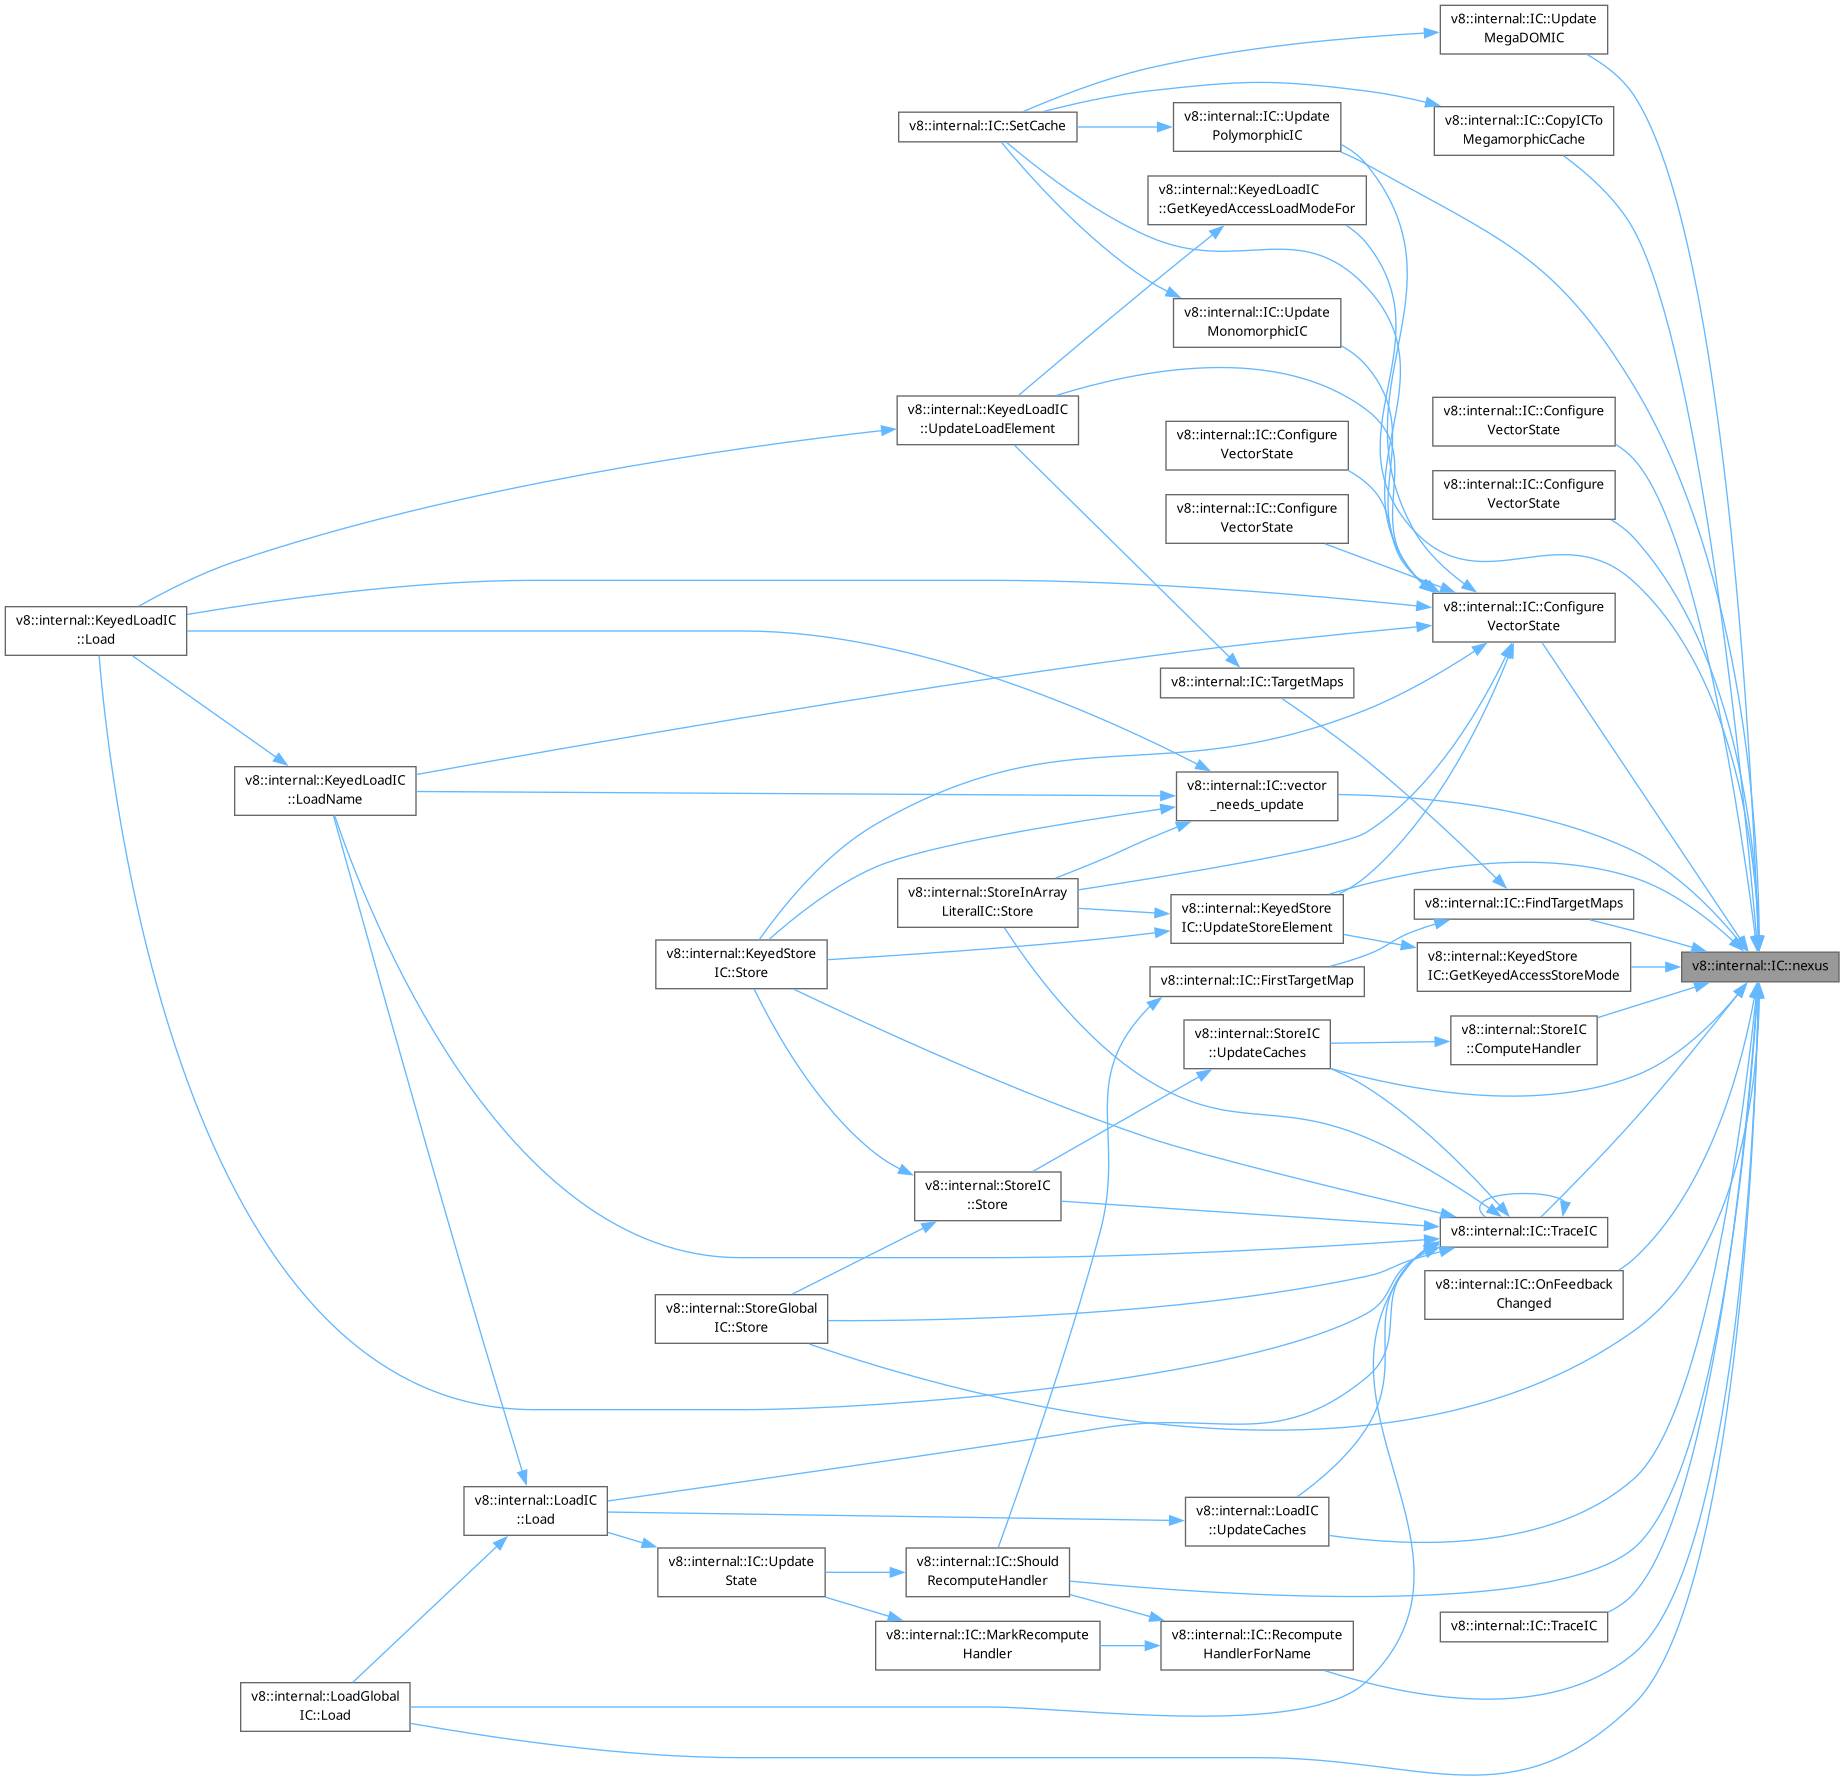 v8::internal::IC::Update
MegaDOMIC
v8::internal::IC::SetCache
v8::internal::IC::Update
PolymorphicIC
v8::internal::IC::CopyICTo
MegamorphicCache
v8::internal::KeyedLoadIC
::GetKeyedAccessLoadModeFor
v8::internal::IC::Update
MonomorphicIC
v8::internal::KeyedLoadIC
::UpdateLoadElement
v8::internal::IC::Configure
VectorState
v8::internal::IC::Configure
VectorState
v8::internal::IC::Configure
VectorState
v8::internal::IC::Configure
VectorState
v8::internal::KeyedLoadIC
::Load
v8::internal::IC::Configure
VectorState
v8::internal::IC::TargetMaps
v8::internal::KeyedLoadIC
::LoadName
v8::internal::IC::vector
_needs_update
v8::internal::StoreInArray
LiteralIC::Store
v8::internal::KeyedStore
IC::UpdateStoreElement
v8::internal::IC::FindTargetMaps
v8::internal::KeyedStore
IC::Store
v8::internal::IC::FirstTargetMap
v8::internal::KeyedStore
IC::GetKeyedAccessStoreMode
v8::internal::IC::nexus
v8::internal::StoreIC
::UpdateCaches
v8::internal::StoreIC
::ComputeHandler
v8::internal::StoreIC
::Store
v8::internal::IC::TraceIC
v8::internal::StoreGlobal
IC::Store
v8::internal::IC::OnFeedback
Changed
v8::internal::LoadIC
::Load
v8::internal::LoadIC
::UpdateCaches
v8::internal::IC::Update
State
v8::internal::IC::Should
RecomputeHandler
v8::internal::IC::MarkRecompute
Handler
v8::internal::IC::Recompute
HandlerForName
v8::internal::IC::TraceIC
v8::internal::LoadGlobal
IC::Load